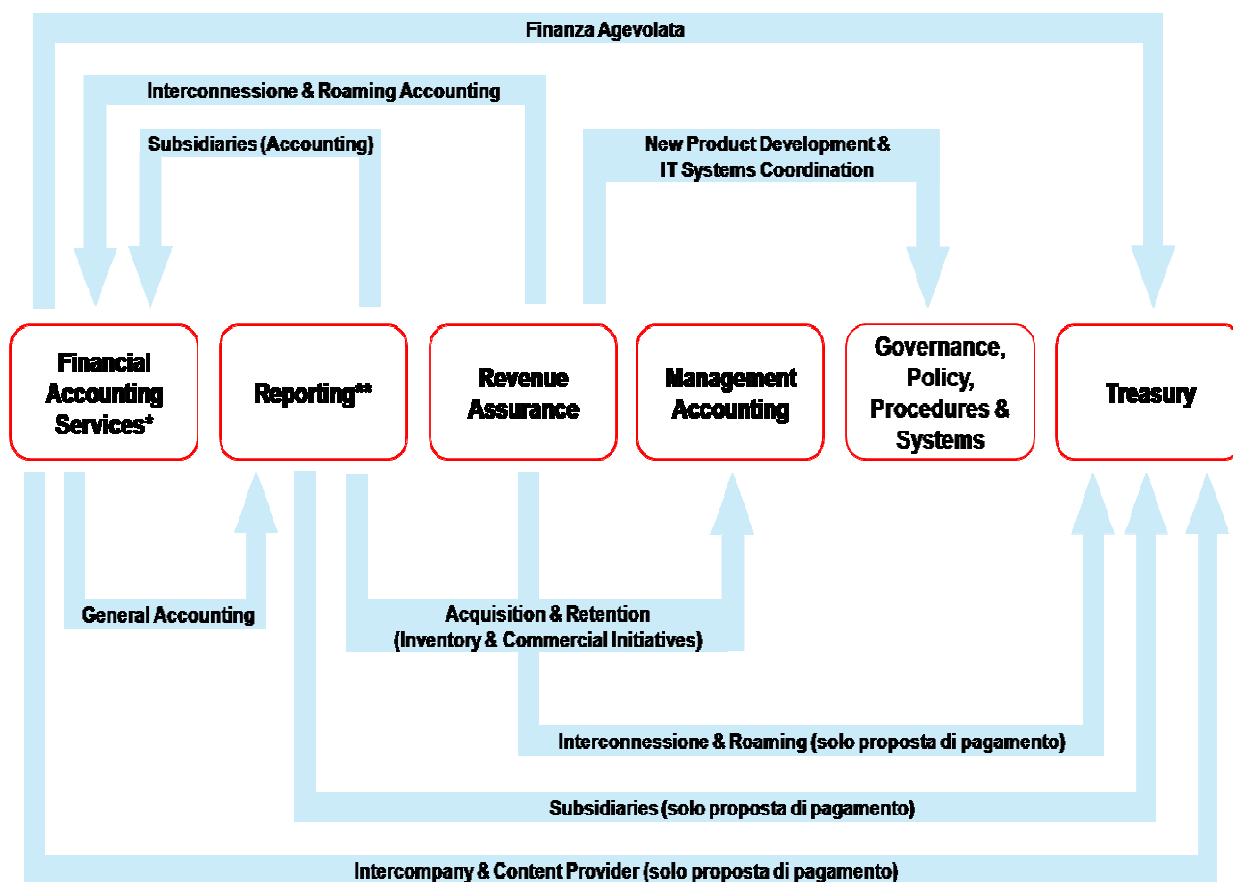 Finanza Agevolata
Interconnessione & Roaming Accounting
Subsidiaries (Accounting)
New Product Development &
IT Systems Coordination
Financial
Accounting
Services*
Reporting**
Revenue
Assurance
Management
Accounting
Governance,
Policy,
Procedures &
Systems
Treasury
General Accounting
Acquisition & Retention
(Inventory & Commercial Initiatives)
Interconnessione & Roaming (solo proposta di pagamento)
Subsidiaries (solo proposta di pagamento)
Intercompany & Content Provider (solo proposta di pagamento)